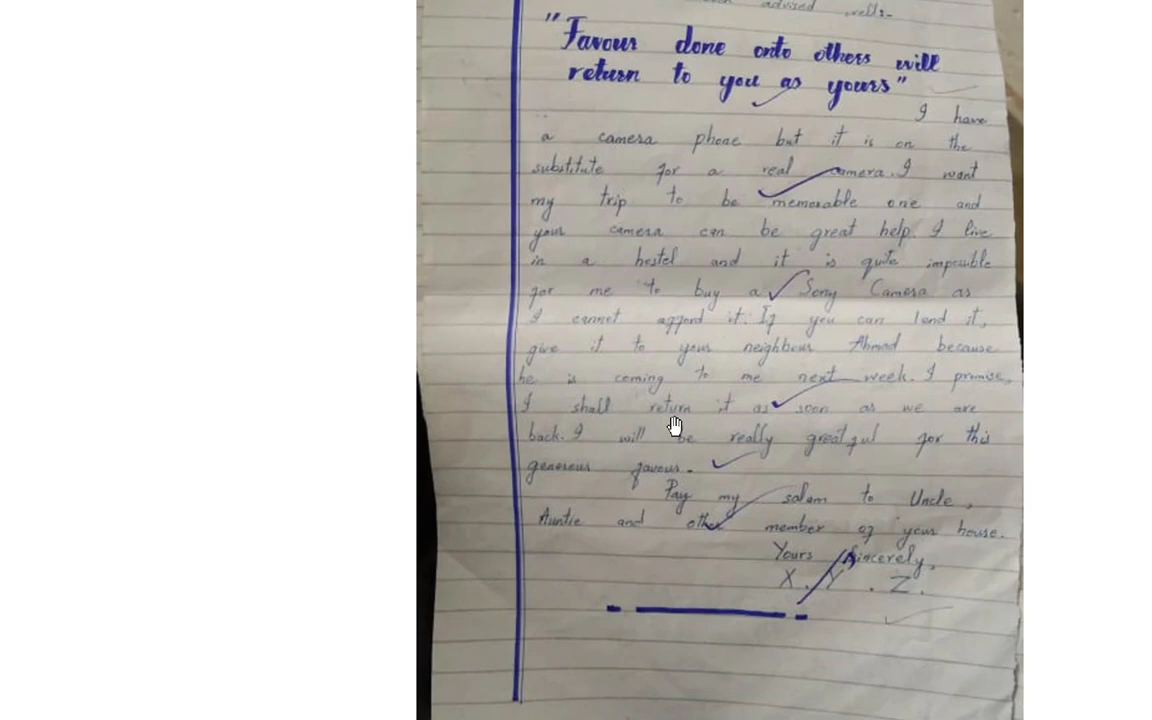 advised wells-
"Favour done onto others will
return to you as yours"
I have
a camera phone but it is on the
substitute for a real camera. I want
my trip to be memorable one and
your camera can be great help. I live
in a hostel and it is quite impossible
for me to buy a Sony Camera as
I cannot afford it. If you can lend it,
give it to your neighbour Ahmad because
he is coming to me next week. I promise,
I shall return it as soon as we are
back. I will be really greatful for this
generous favour.
Pay my salam to Uncle,
Auntie and other member of your house.
Yours Sincerely,
X. Y. Z.